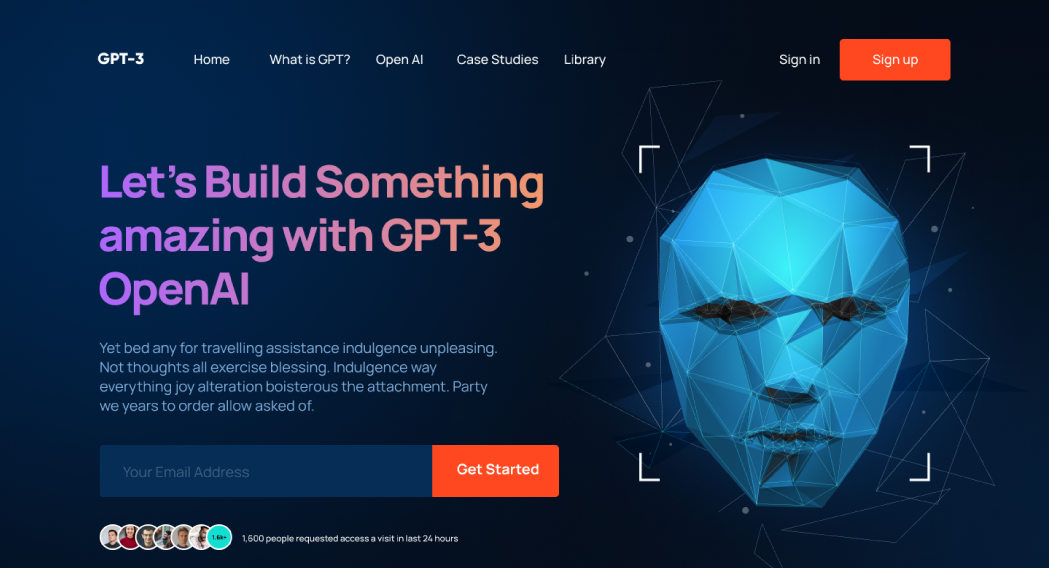 GPT-3
Home
What is GPT?
Open AI
Case Studies
Library
Sign in
Sign up
Let's Build Something
amazing with GPT-3
OpenAI
Yet bed any for travelling assistance indulgence unpleasing.
Not thoughts all exercise blessing. Indulgence way
everything joy alteration boisterous the attachment. Party
we years to order allow asked of.
Your Email Address
Get Started
1.6k+
1,600 people requested access a visit in last 24 hours